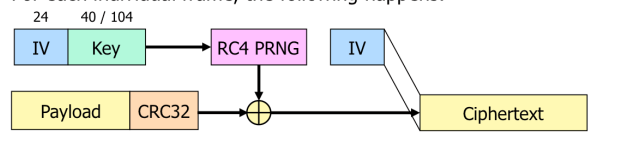 For each individual frame, the following happens:
24 40 / 104
IV Key RC4 PRNG IV
Payload CRC32 Ciphertext